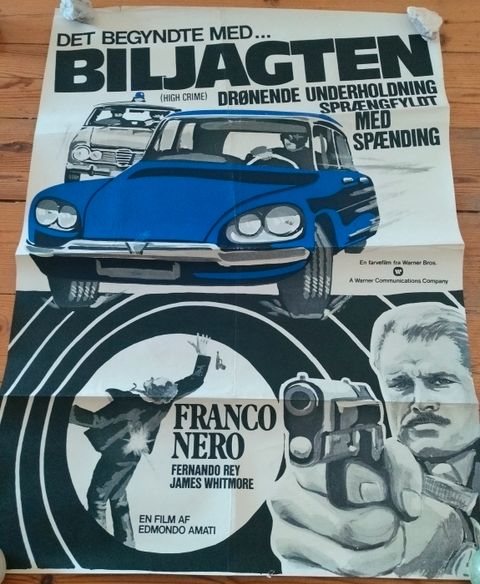 DET BEGYNDTE MED...
BILJAGTEN
(HIGH CRIME)
DRØNENDE UNDERHOLDNING
SPRÆNGFYLDT
MED
SPÆNDING
En farvefilm fra Warner Bros.
A Warner Communications Company
FRANCO
NERO
FERNANDO REY
JAMES WHITMORE
EN FILM AF
EDMONDO AMATI